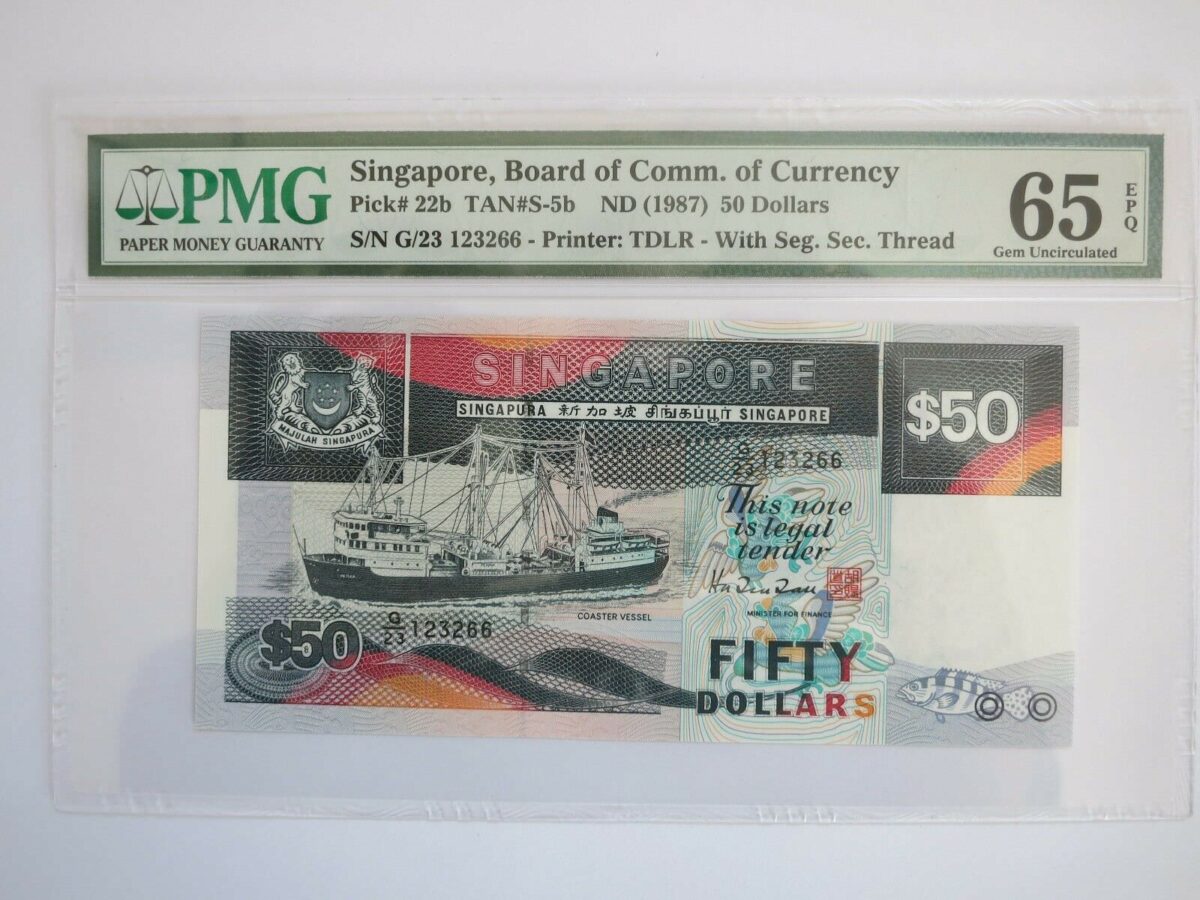 PMG
PAPER MONEY GUARANTY
Singapore, Board of Comm. of Currency
Pick# 22b TAN#S-5b ND (1987) 50 Dollars
S/N G/23 123266 - Printer: TDLR - With Seg. Sec. Thread
65
EPQ
Gem Uncirculated
MAJULAH SINGAPURA
SINGAPORE
SINGAPURA 新加坡 சிங்கப்பூர் SINGAPORE
$50
G/23 123266
This note
is legal
tender
MINISTER FOR FINANCE
COASTER VESSEL
$50
G/23 123266
FIFTY
DOLLARS